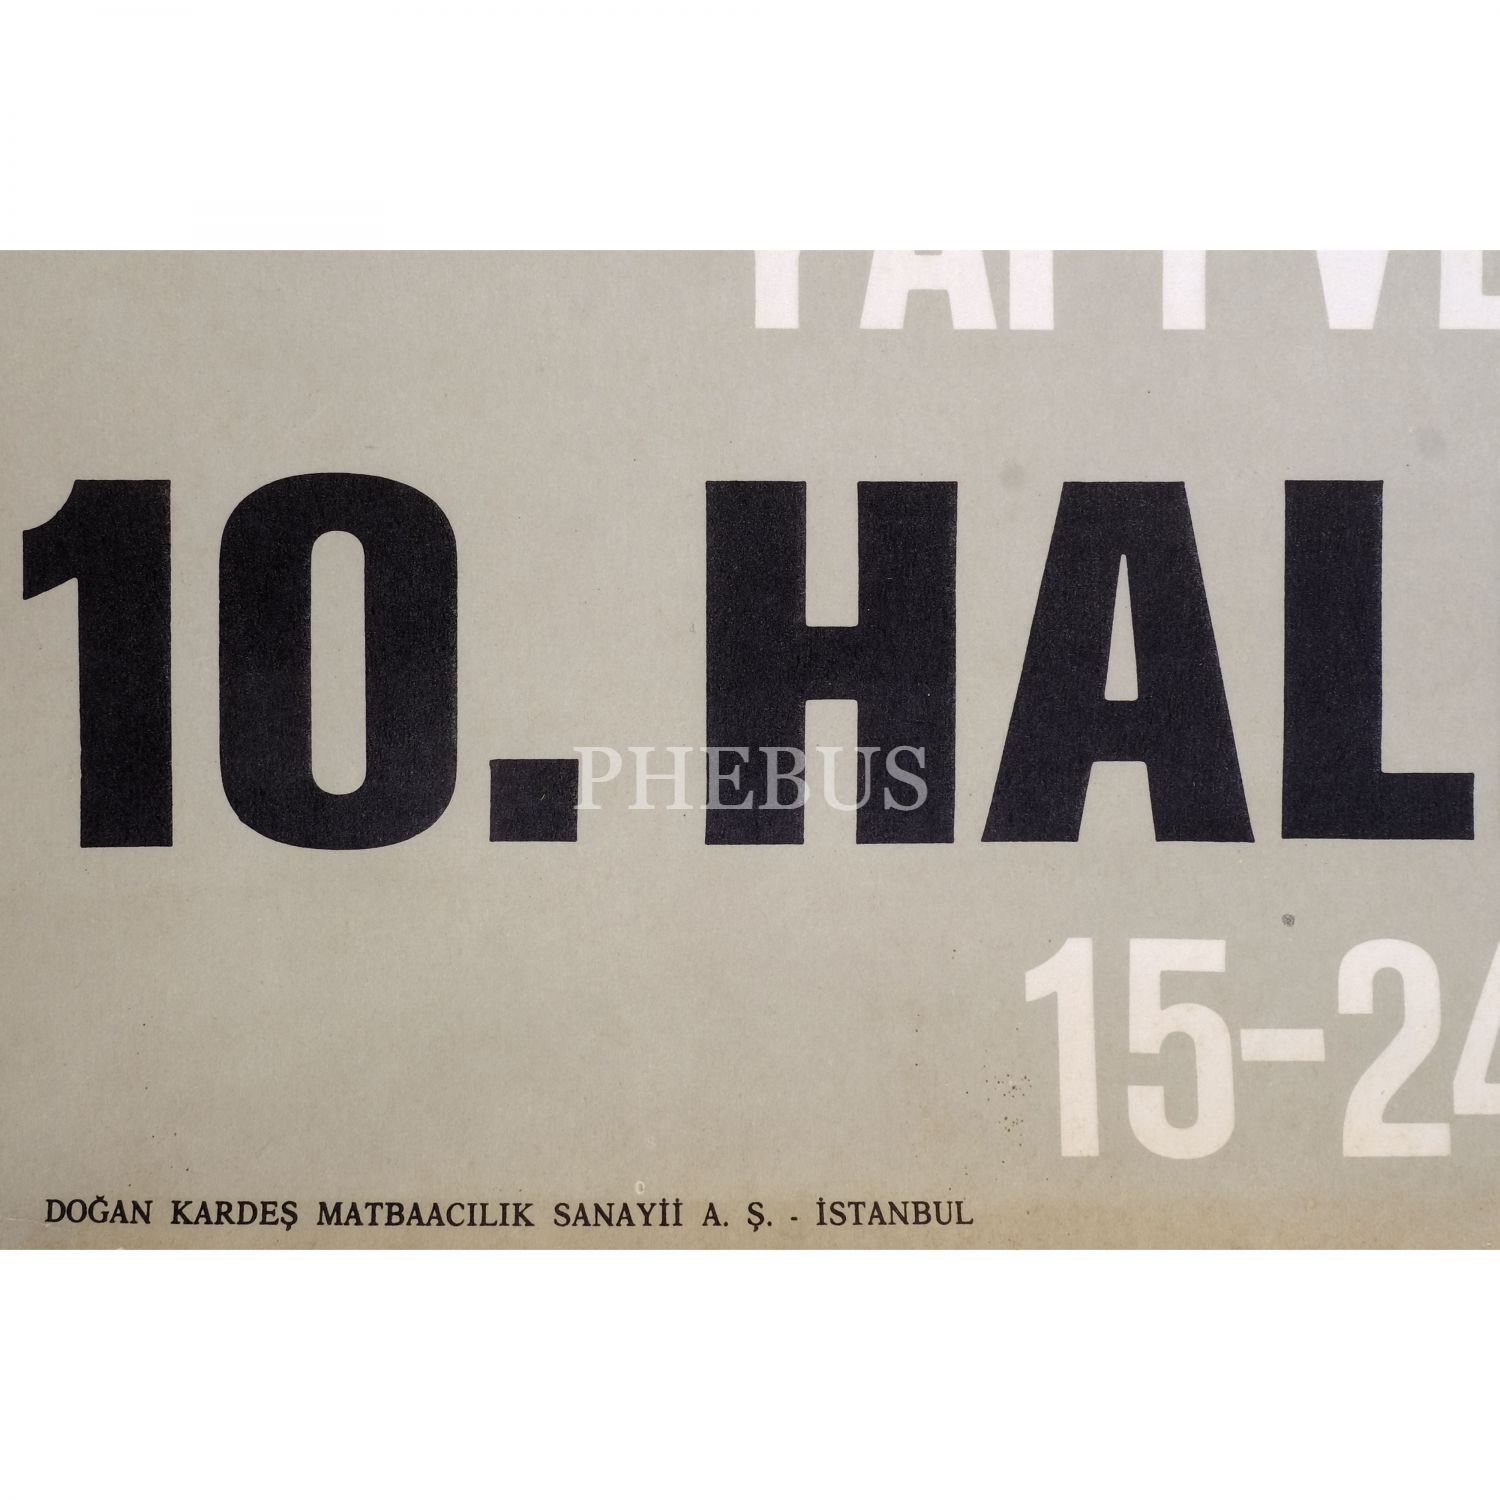 10. HAL
PHEBUS
15-24
DOĞAN KARDEŞ MATBAACILIK SANAYİİ A. Ş. - İSTANBUL